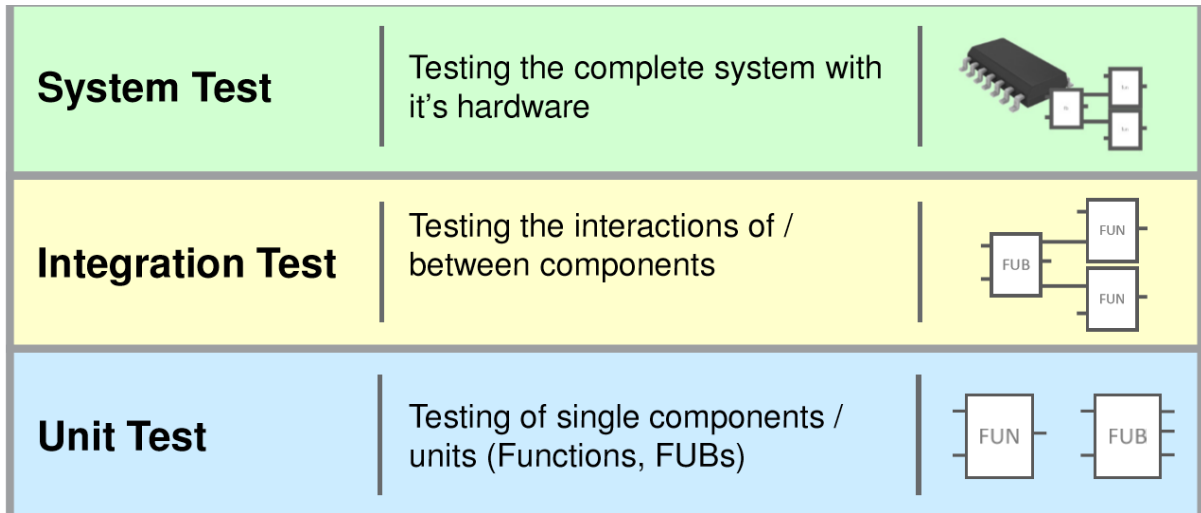 System Test
Testing the complete system with
it's hardware
Integration Test
Testing the interactions of /
between components
FUB
FUN
FUN
Unit Test
Testing of single components /
units (Functions, FUBs)
FUN
FUB